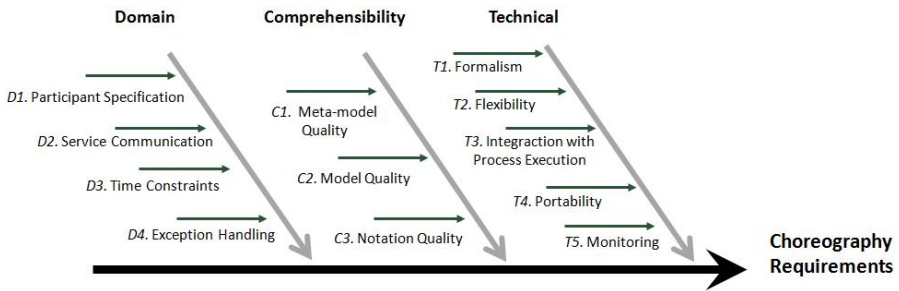 Domain
Comprehensibility
Technical
D1. Participant Specification
D2. Service Communication
D3. Time Constraints
D4. Exception Handling
C1. Meta-model
Quality
C2. Model Quality
C3. Notation Quality
T1. Formalism
T2. Flexibility
T3. Integraction with
Process Execution
T4. Portability
T5. Monitoring
Choreography
Requirements